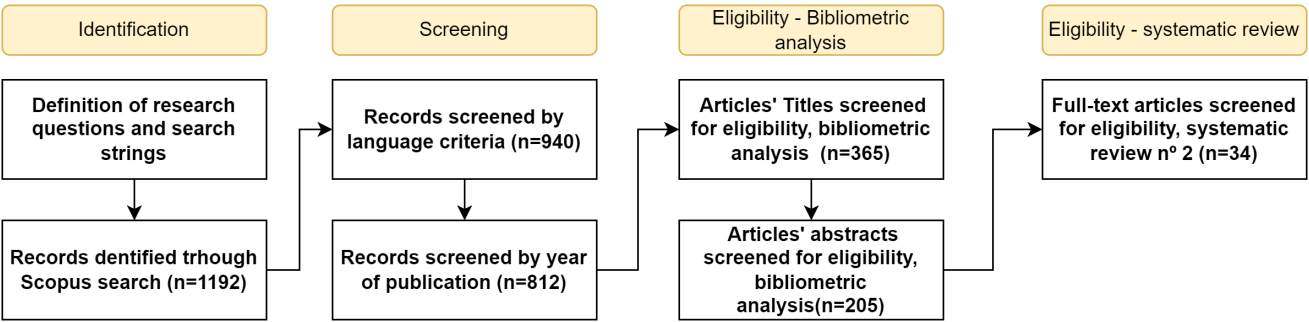 Identification
Definition of research
questions and search
strings
Records dentified trhough
Scopus search (n=1192)
Screening
Records screened by
language criteria (n=940)
Records screened by year
of publication (n=812)
Eligibility - Bibliometric
analysis
Articles' Titles screened
for eligibility, bibliometric
analysis (n=365)
Articles' abstracts
screened for eligibility,
bibliometric
analysis(n=205)
Eligibility - systematic review
Full-text articles screened
for eligibility, systematic
review nº 2 (n=34)